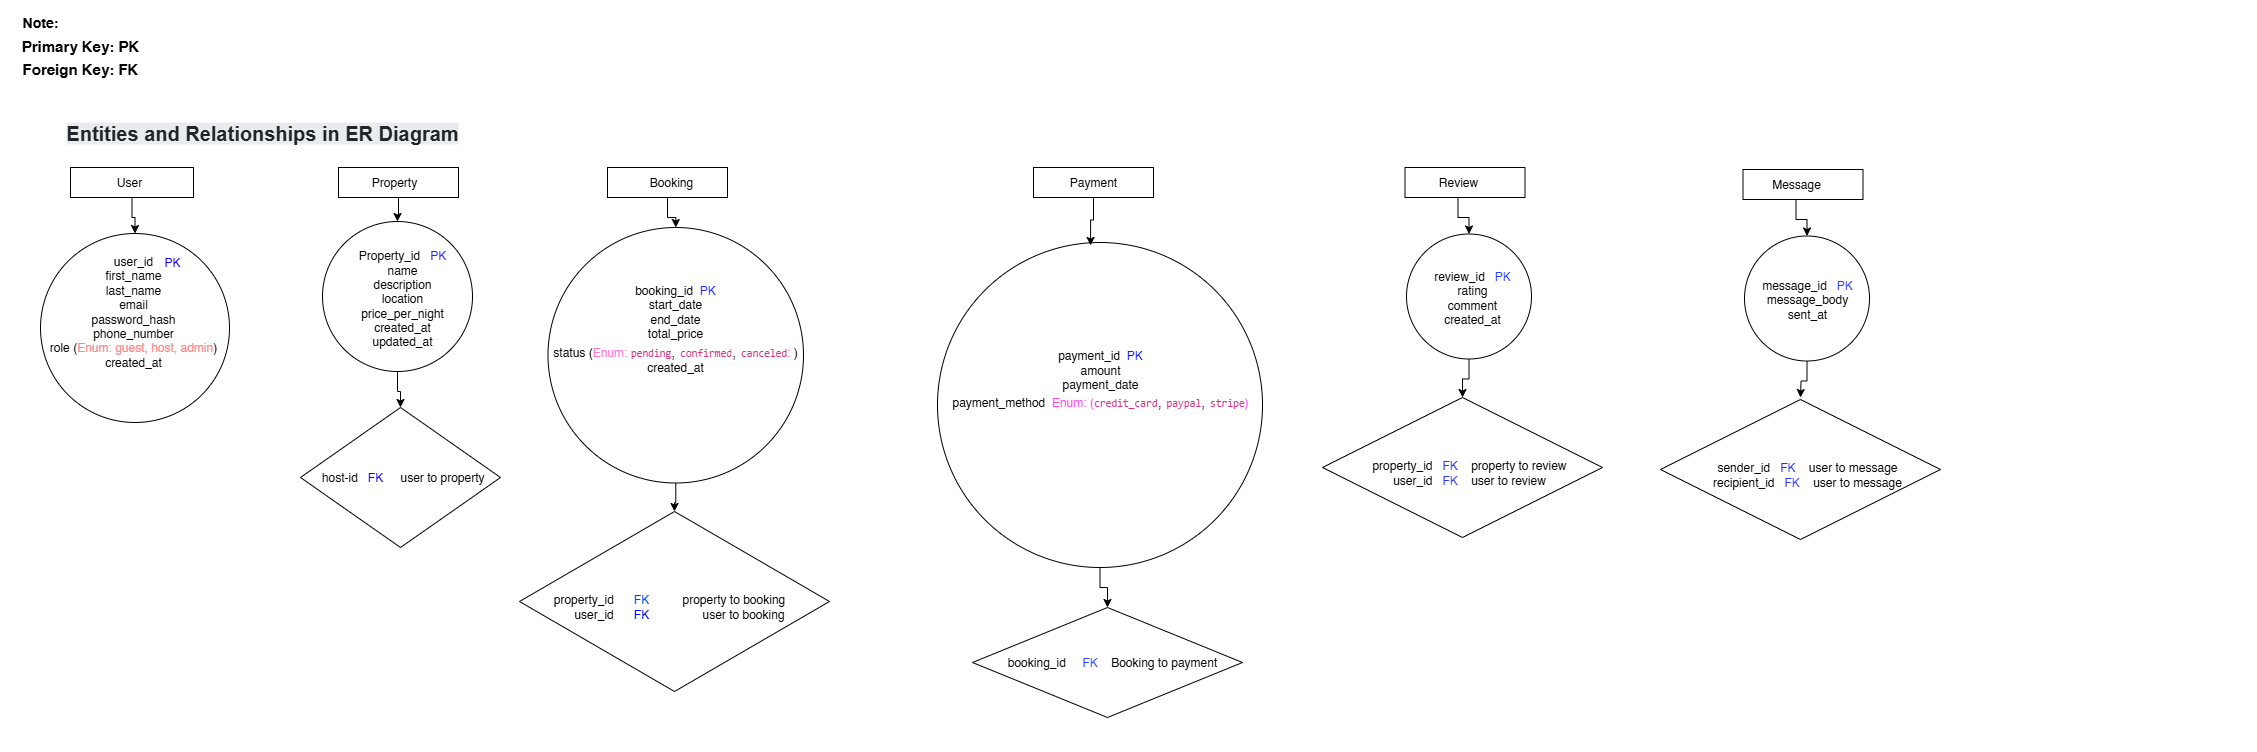 Note:
Primary Key: PK
Foreign Key: FK
Entities and Relationships in ER Diagram
User
user_id PK
first_name
last_name
email
password_hash
phone_number
role (Enum: guest, host, admin)
created_at
Property
Property_id PK
name
description
location
price_per_night
created_at
updated_at
host-id FK user to property
Booking
booking_id PK
start_date
end_date
total_price
status (Enum: pending, confirmed, canceled: )
created_at
property_id FK property to booking
user_id FK user to booking
Payment
payment_id PK
amount
payment_date
payment_method Enum: (credit_card, paypal, stripe)
booking_id FK Booking to payment
Review
review_id PK
rating
comment
created_at
property_id FK property to review
user_id FK user to review
Message
message_id PK
message_body
sent_at
sender_id FK user to message
recipient_id FK user to message